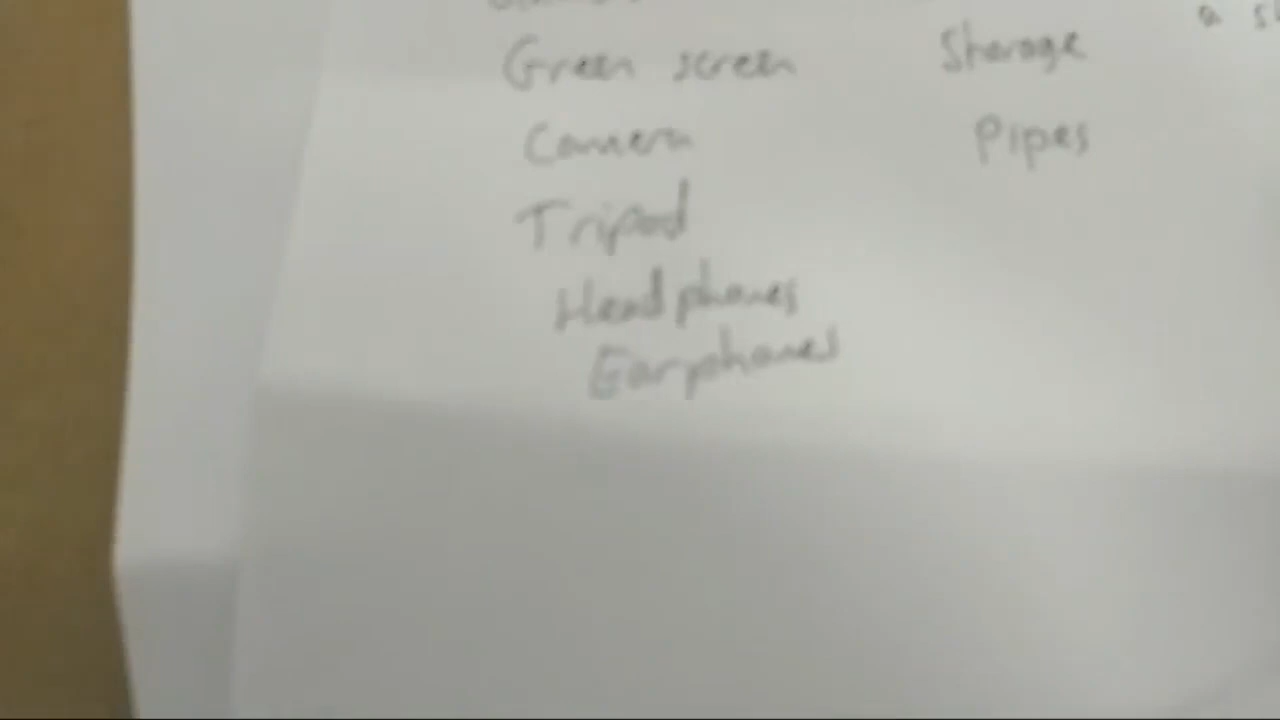 Green screen
Camera
Tripod
Headphones
Earphones
Storage
Pipes